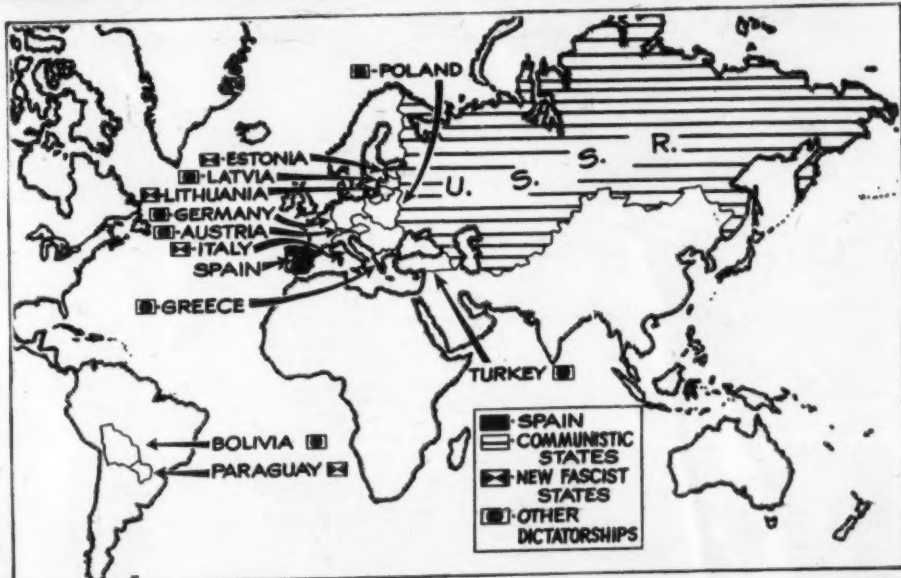 POLAND
U. S. S. R.
ESTONIA
LATVIA
LITHUANIA
GERMANY
AUSTRIA
ITALY
SPAIN
GREECE
TURKEY
BOLIVIA
PARAGUAY
SPAIN
COMMUNISTIC
STATES
NEW FASCIST
STATES
OTHER
DICTATORSHIPS